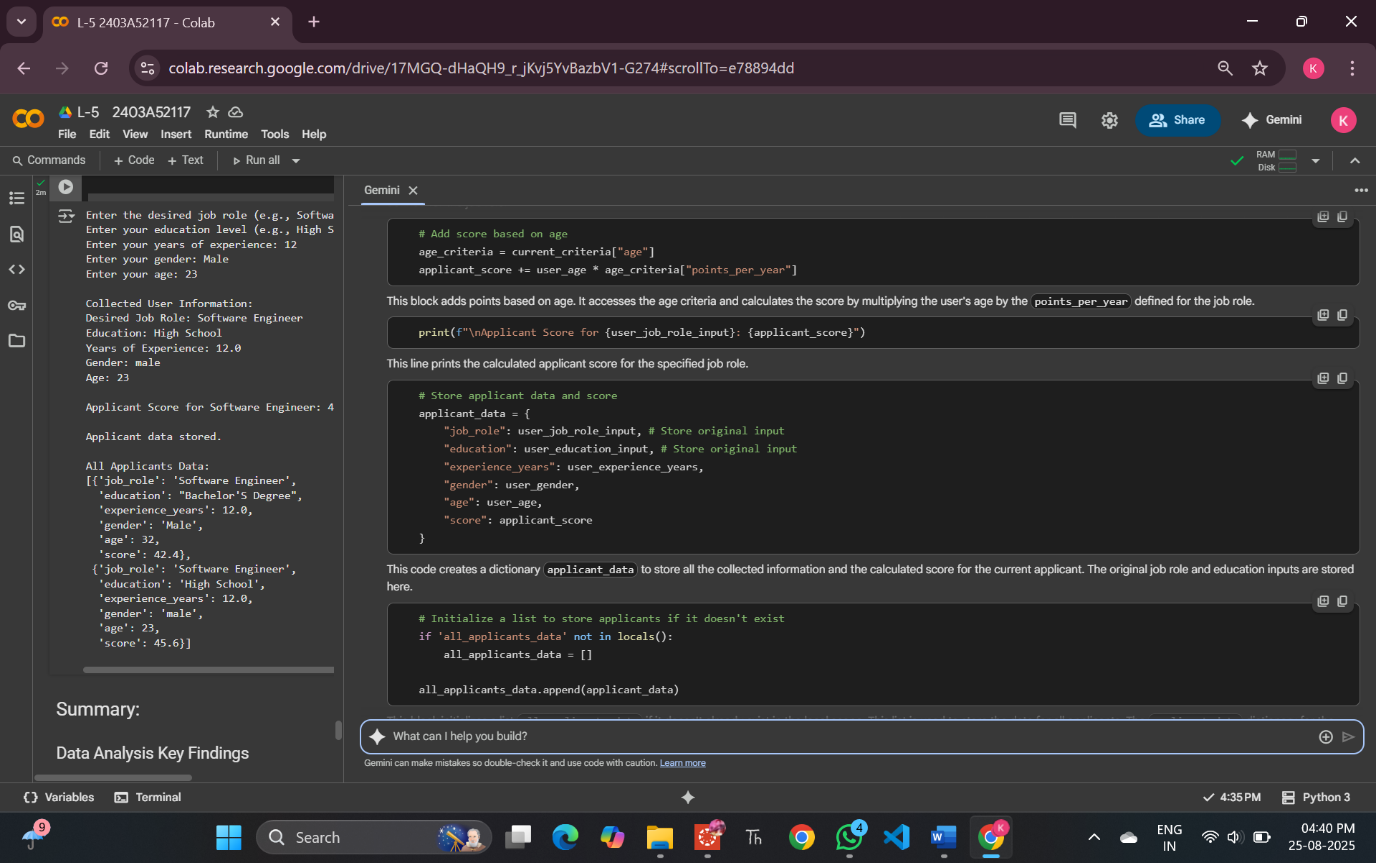 L-5 2403A52117 - Colab
colab.research.google.com/drive/17MGQ-dHaQH9_r_jKvj5YvBazbV1-G274#scrollTo=e78894dd
K
L-5 2403A52117
File Edit View Insert Runtime Tools Help
Share
Gemini
K
Commands + Code + Text Run all
RAM
Disk
2m
Enter the desired job role (e.g., Softwa
Enter your education level (e.g., High S
Enter your years of experience: 12
Enter your gender: Male
Enter your age: 23
Collected User Information:
Desired Job Role: Software Engineer
Education: High School
Years of Experience: 12.0
Gender: male
Age: 23
Applicant Score for Software Engineer: 4
Applicant data stored.
All Applicants Data:
[{'job_role': 'Software Engineer',
'education': "Bachelor'S Degree",
'experience_years': 12.0,
'gender': 'Male',
'age': 32,
'score': 42.4},
{'job_role': 'Software Engineer',
'education': 'High School',
'experience_years': 12.0,
'gender': 'male',
'age': 23,
'score': 45.6}]
Summary:
Data Analysis Key Findings
Gemini
# Add score based on age
age_criteria = current_criteria["age"]
applicant_score += user_age * age_criteria["points_per_year"]
This block adds points based on age. It accesses the age criteria and calculates the score by multiplying the user's age by the points_per_year defined for the job role.
print(f"\nApplicant Score for {user_job_role_input}: {applicant_score}")
This line prints the calculated applicant score for the specified job role.
# Store applicant data and score
applicant_data = {
"job_role": user_job_role_input, # Store original input
"education": user_education_input, # Store original input
"experience_years": user_experience_years,
"gender": user_gender,
"age": user_age,
"score": applicant_score
}
This code creates a dictionary applicant_data to store all the collected information and the calculated score for the current applicant. The original job role and education inputs are stored
here.
# Initialize a list to store applicants if it doesn't exist
if 'all_applicants_data' not in locals():
all_applicants_data = []
all_applicants_data.append(applicant_data)
What can I help you build?
Gemini can make mistakes so double-check it and use code with caution. Learn more
Variables Terminal
4:35 PM Python 3
9
Search
Th
4
K
ENG
IN
04:40 PM
25-08-2025